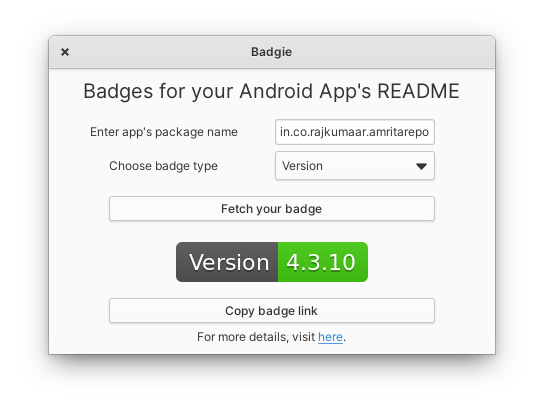 Badgie
Badges for your Android App's README
Enter app's package name in.co.rajkumaar.amritarepo
Choose badge type Version
Fetch your badge
Version 4.3.10
Copy badge link
For more details, visit here.